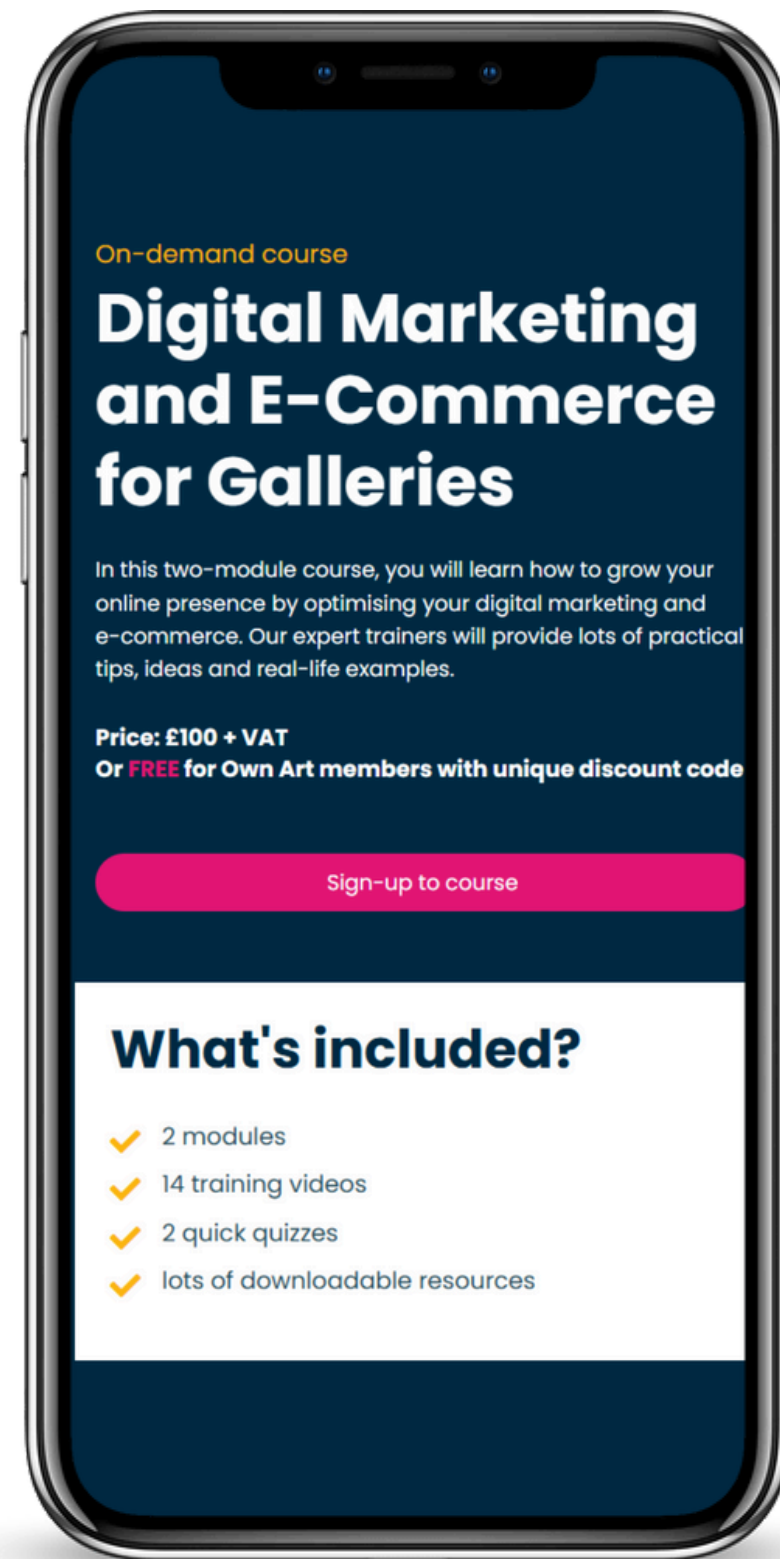 On-demand course
Digital Marketing
and E-Commerce
for Galleries
In this two-module course, you will learn how to grow your
online presence by optimising your digital marketing and
e-commerce. Our expert trainers will provide lots of practical
tips, ideas and real-life examples.
Price: £100 + VAT
Or FREE for Own Art members with unique discount code
Sign-up to course
What's included?
2 modules
14 training videos
2 quick quizzes
lots of downloadable resources